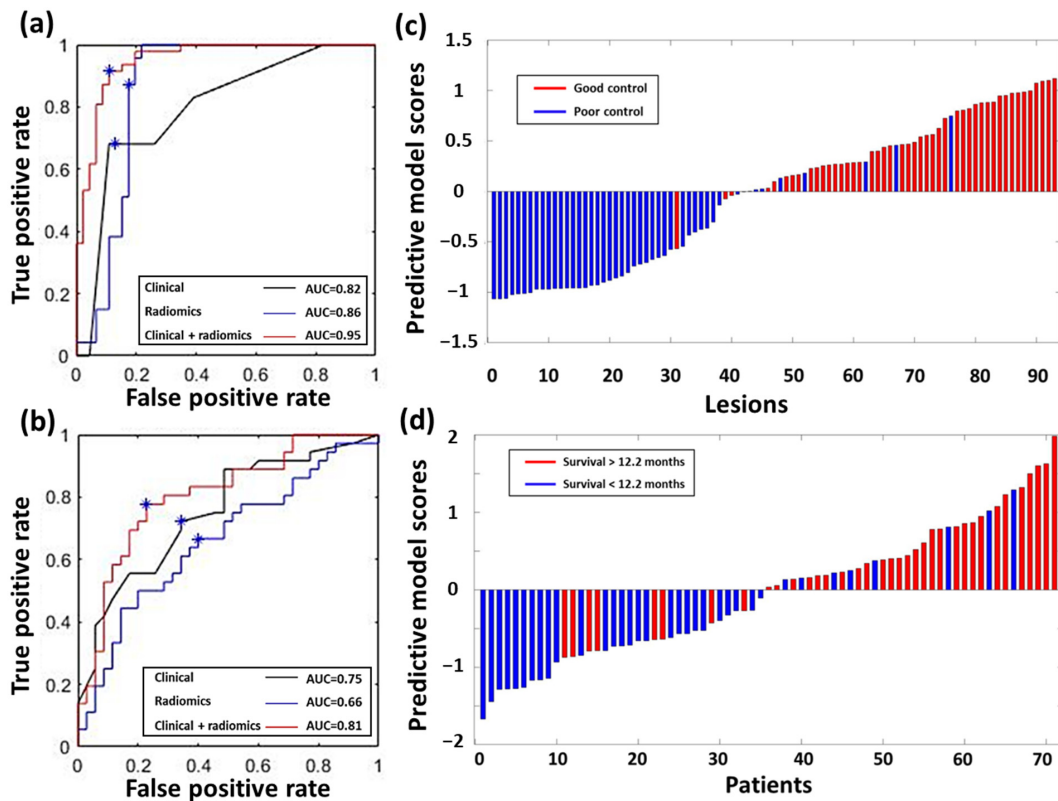 (a)
True positive rate
1
0.8
0.6
0.4
0.2
0
0 0.2 0.4 0.6 0.8 1
False positive rate
Clinical AUC=0.82
Radiomics AUC=0.86
Clinical + radiomics AUC=0.95
(c)
Predictive model scores
1.5
1
0.5
0
−0.5
−1
−1.5
Good control
Poor control
0 10 20 30 40 50 60 70 80 90
Lesions
(b)
True positive rate
1
0.8
0.6
0.4
0.2
0
0 0.2 0.4 0.6 0.8 1
False positive rate
Clinical AUC=0.75
Radiomics AUC=0.66
Clinical + radiomics AUC=0.81
(d)
Predictive model scores
2
1
0
−1
−2
Survival > 12.2 months
Survival < 12.2 months
0 10 20 30 40 50 60 70
Patients